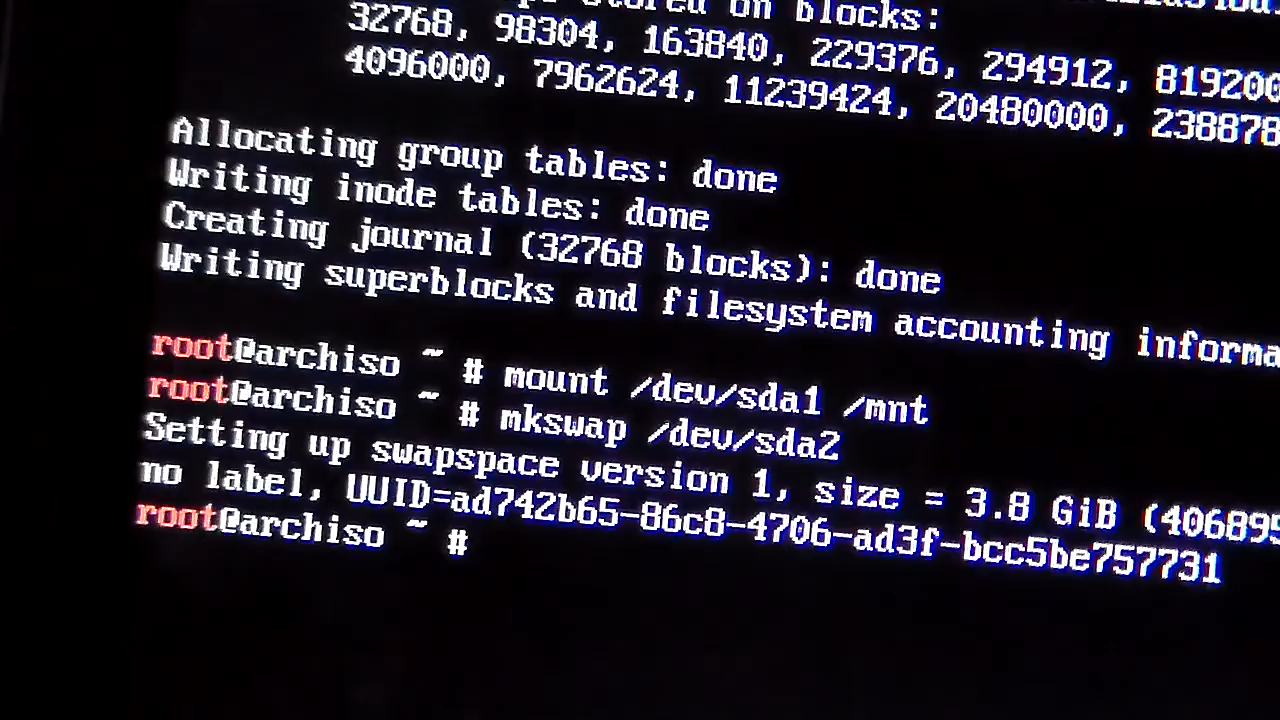 stored on blocks:
32768, 98304, 163840, 229376, 294912, 819200
4096000, 7962624, 11239424, 20480000, 238878
Allocating group tables: done
Writing inode tables: done
Creating journal (32768 blocks): done
Writing superblocks and filesystem accounting informa
root@archiso ~ # mount /dev/sda1 /mnt
root@archiso ~ # mkswap /dev/sda2
Setting up swapspace version 1, size = 3.8 GiB (406895
no label, UUID=ad742b65-86c8-4706-ad3f-bcc5be757731
root@archiso ~ #